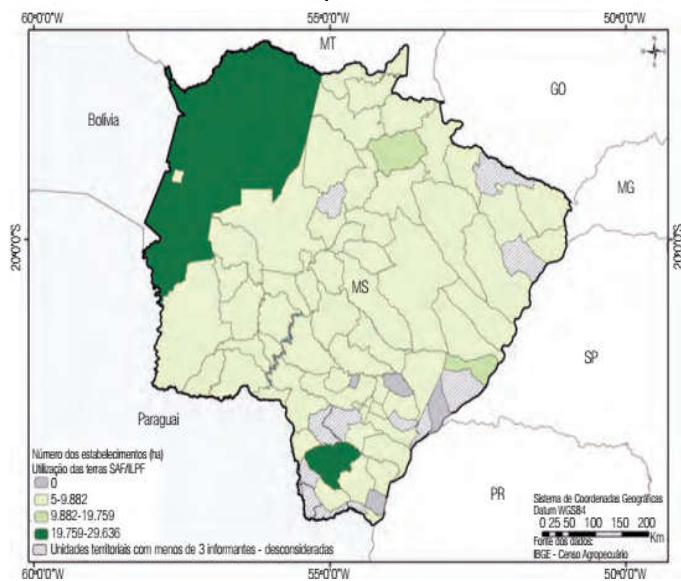 60°0'0"W 55°0'0"W 50°0'0"W
MT
GO
Bolívia
MG
20°0'0"S 20°0'0"S
MS
SP
Paraguai
PR
Número dos estabelecimentos (ha)
Utilização das terras SAF/ILPF
0
5-9.882
9.882-19.759
19.759-29.636
Unidades territoriais com menos de 3 informantes - desconsideradas
Sistema de Coordenadas Geográficas
Datum WGS84
0 25 50 100 150 200
Km
Fonte dos dados:
IBGE - Censo Agropecuário
60°0'0"W 55°0'0"W 50°0'0"W